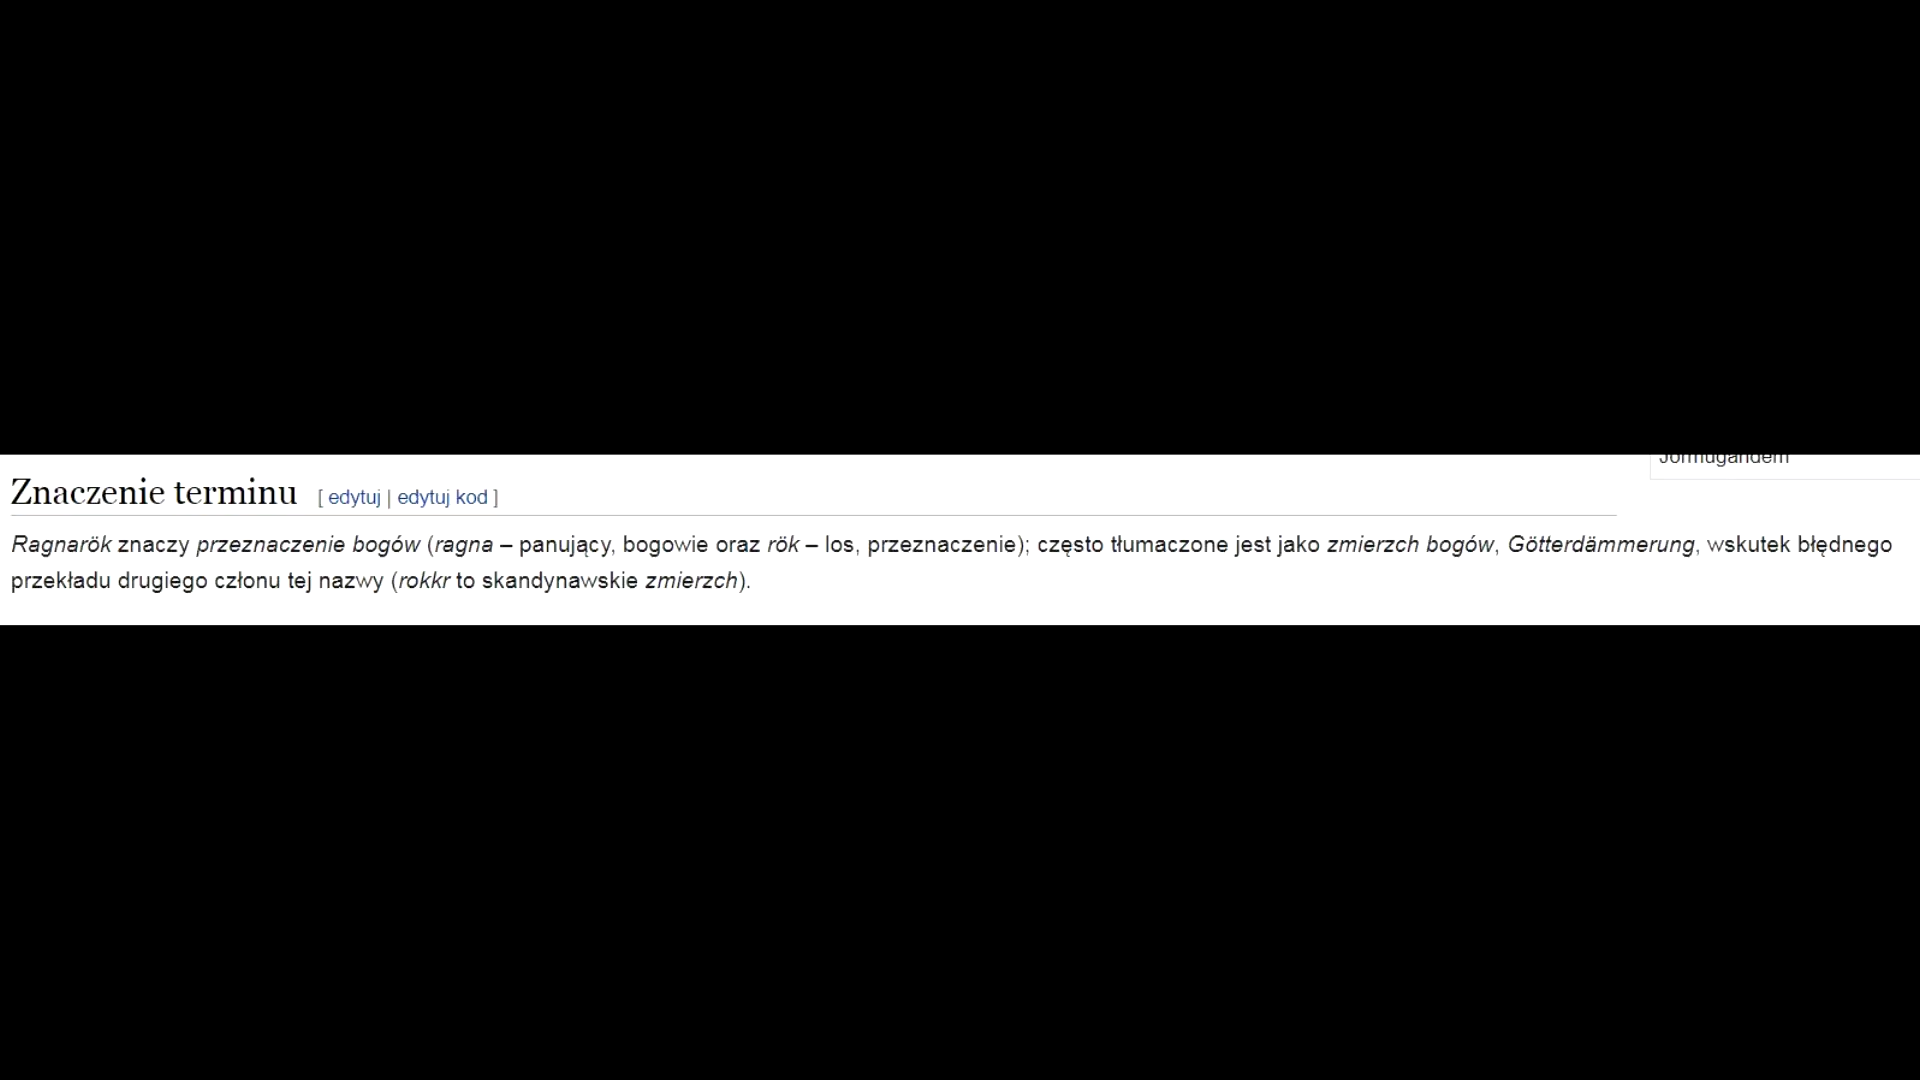 Jörmugandem
Znaczenie terminu [ edytuj | edytuj kod ]
Ragnarök znaczy przeznaczenie bogów (ragna – panujący, bogowie oraz rök – los, przeznaczenie); często tłumaczone jest jako zmierzch bogów, Götterdämmerung, wskutek błędnego
przekładu drugiego członu tej nazwy (rokkr to skandynawskie zmierzch).